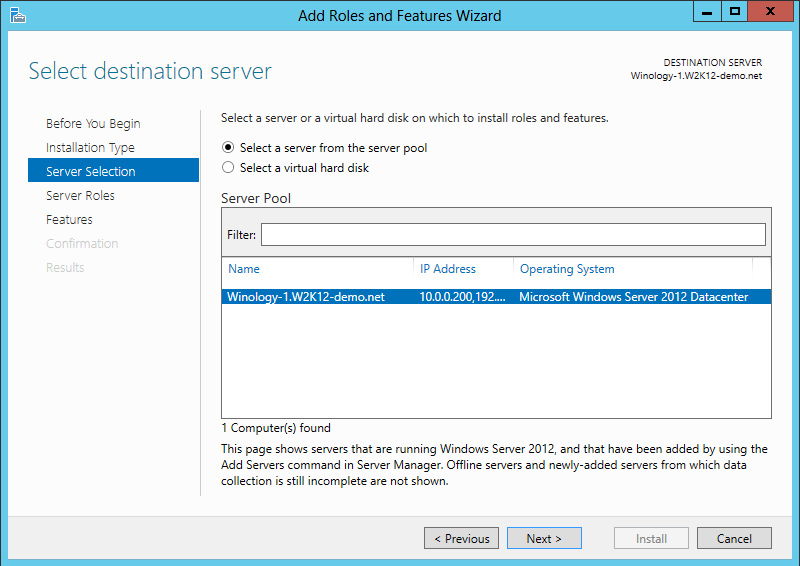 Add Roles and Features Wizard
Select destination server
DESTINATION SERVER
Winology-1.W2K12-demo.net
Before You Begin
Installation Type
Server Selection
Server Roles
Features
Confirmation
Results
Select a server or a virtual hard disk on which to install roles and features.
Select a server from the server pool
Select a virtual hard disk
Server Pool
Filter:
Name IP Address Operating System
Winology-1.W2K12-demo.net 10.0.0.200,192.... Microsoft Windows Server 2012 Datacenter
1 Computer(s) found
This page shows servers that are running Windows Server 2012, and that have been added by using the
Add Servers command in Server Manager. Offline servers and newly-added servers from which data
collection is still incomplete are not shown.
< Previous Next > Install Cancel